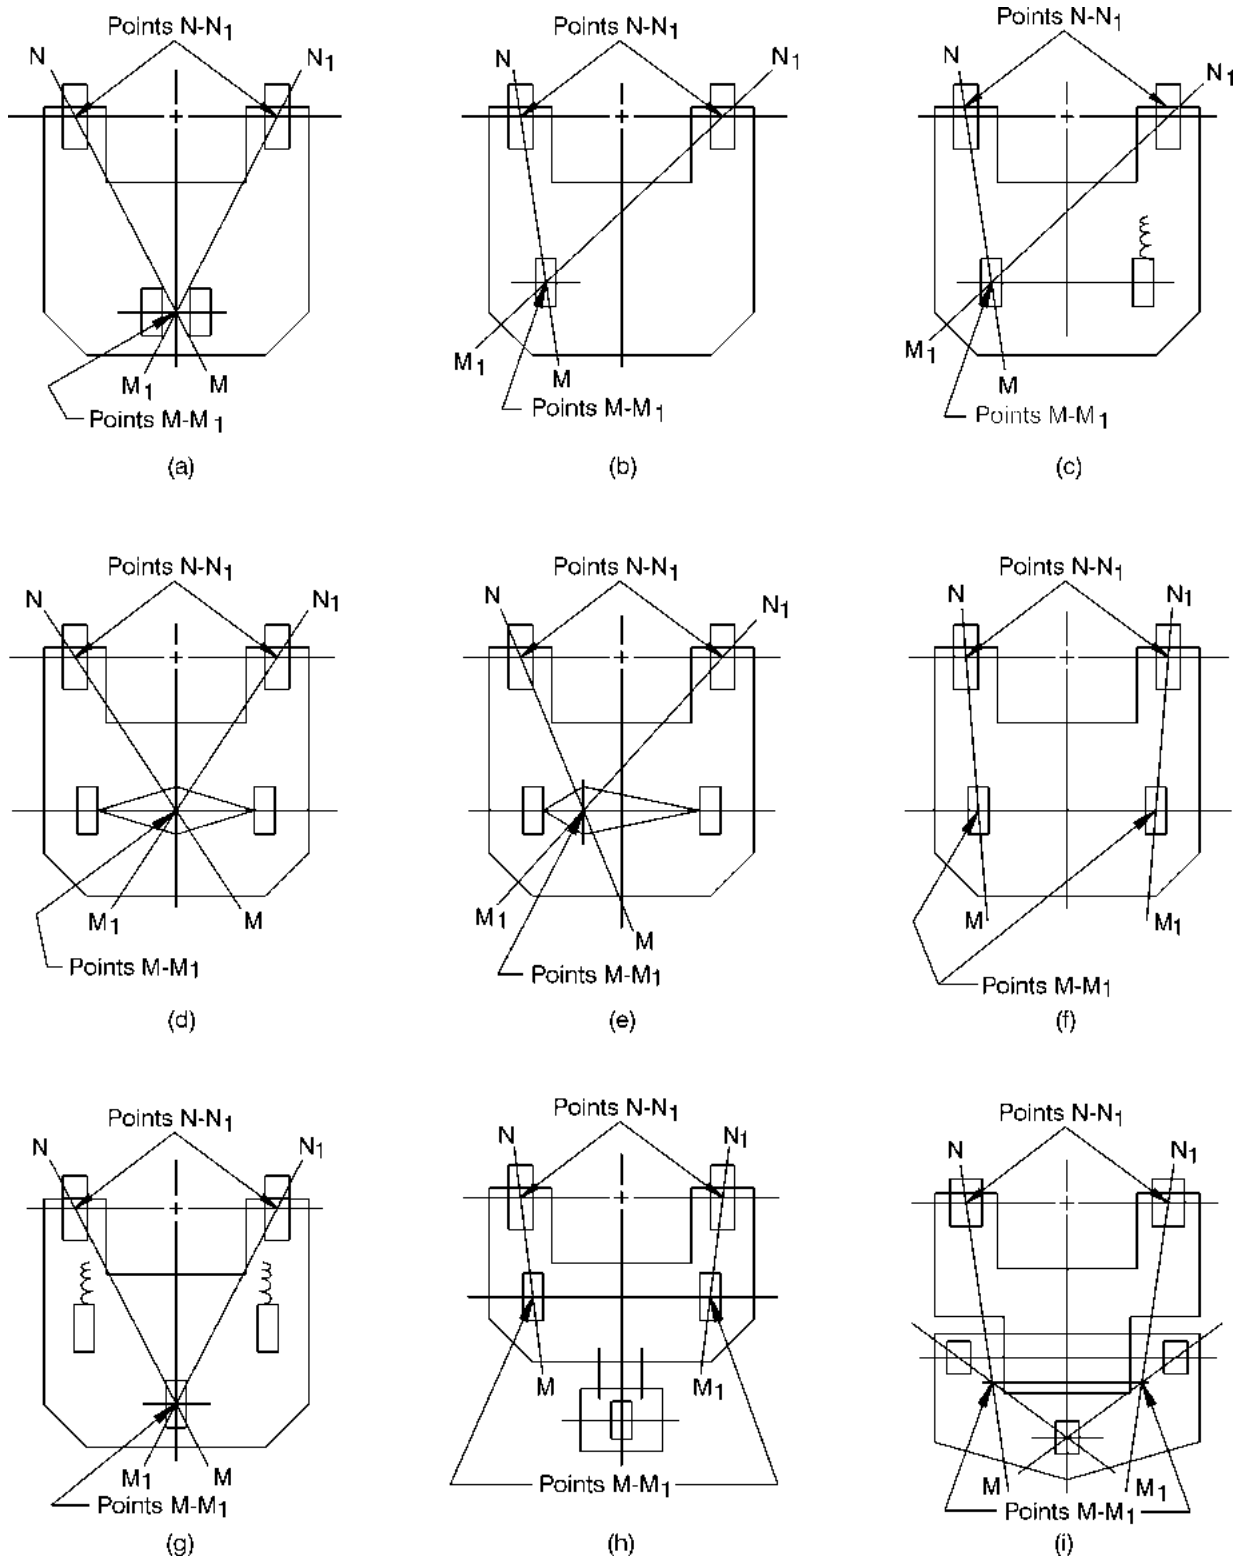 Points N-N1
N
N1
M1
M
Points M-M1
(a)
Points N-N1
N
N1
M1
M
Points M-M1
(b)
Points N-N1
N
N1
M1
M
Points M-M1
(c)
Points N-N1
N
N1
M1
M
Points M-M1
(d)
Points N-N1
N
N1
M1
M
Points M-M1
(e)
Points N-N1
N
N1
M
M1
Points M-M1
(f)
Points N-N1
N
N1
M1
M
Points M-M1
(g)
Points N-N1
N
N1
M
M1
Points M-M1
(h)
Points N-N1
N
N1
M
M1
Points M-M1
(i)